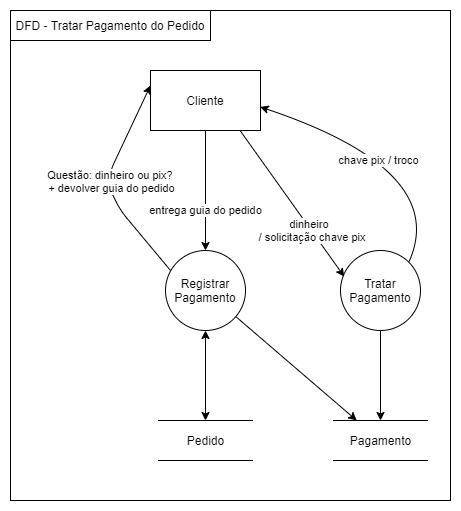 DFD - Tratar Pagamento do Pedido
Cliente
Questão: dinheiro ou pix?
+ devolver guia do pedido
chave pix / troco
entrega guia do pedido
dinheiro
/ solicitação chave pix
Registrar
Pagamento
Tratar
Pagamento
Pedido
Pagamento